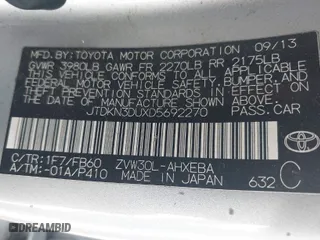 MFD.BY:TOYOTA MOTOR CORPORATION 09/13
GVWR 3980LB GAWR FR 2270LB RR 2175LB
THIS VEHICLE CONFORMS TO ALL APPLICABLE
FEDERAL MOTOR VEHICLE SAFETY, BUMPER, AND
THEFT PREVENTION STANDARDS IN EFFECT ON
THE DATE OF MANUFACTURE SHOWN ABOVE.
JTDKN3DUXD5692270 PASS.CAR
C/TR:1F7/FB60 ZVW30L-AHXEBA
A/TM:-01A/P410 MADE IN JAPAN 632 C
TOYOTA